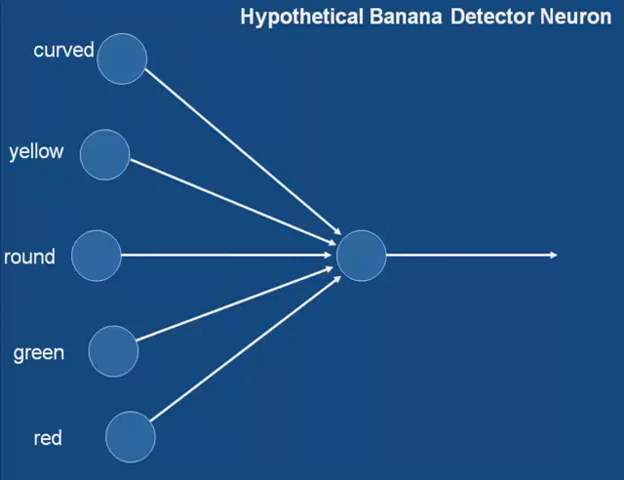 Hypothetical Banana Detector Neuron
curved
yellow
round
green
red